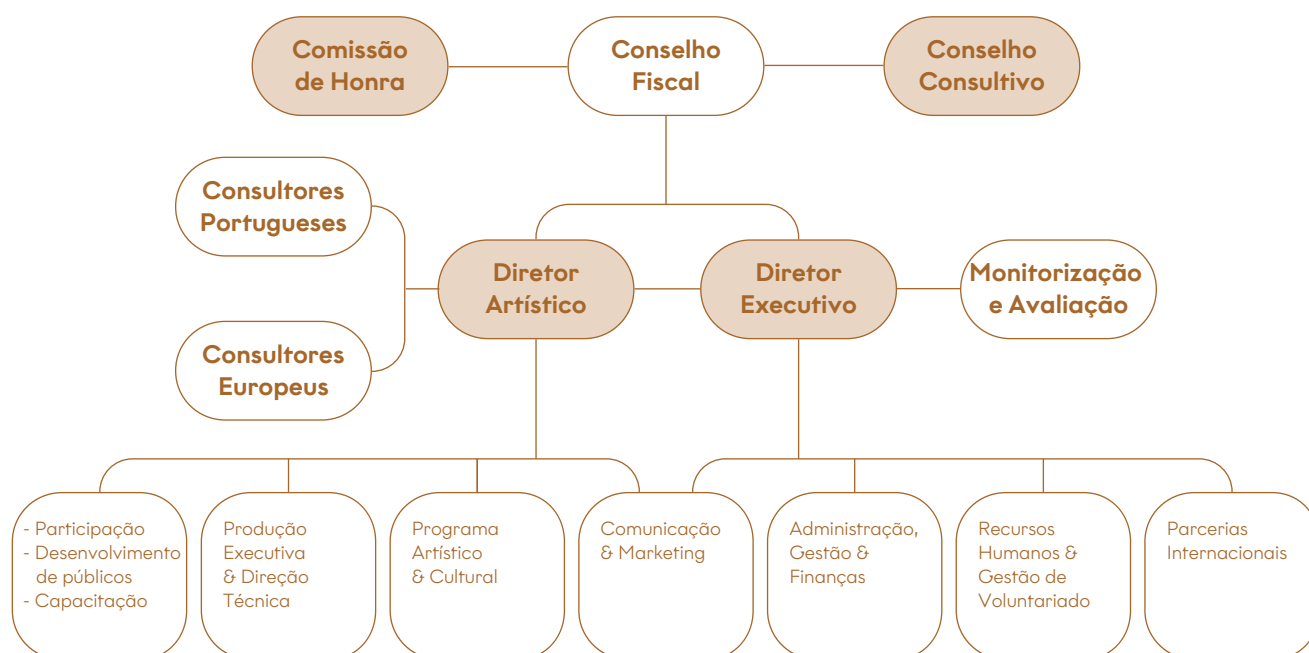 Comissão
de Honra
Conselho
Fiscal
Conselho
Consultivo
Consultores
Portugueses
Diretor
Artístico
Diretor
Executivo
Monitorização
e Avaliação
Consultores
Europeus
- Participação
- Desenvolvimento
de públicos
- Capacitação
Produção
Executiva
& Direção
Técnica
Programa
Artístico
& Cultural
Comunicação
& Marketing
Administração,
Gestão &
Finanças
Recursos
Humanos &
Gestão de
Voluntariado
Parcerias
Internacionais